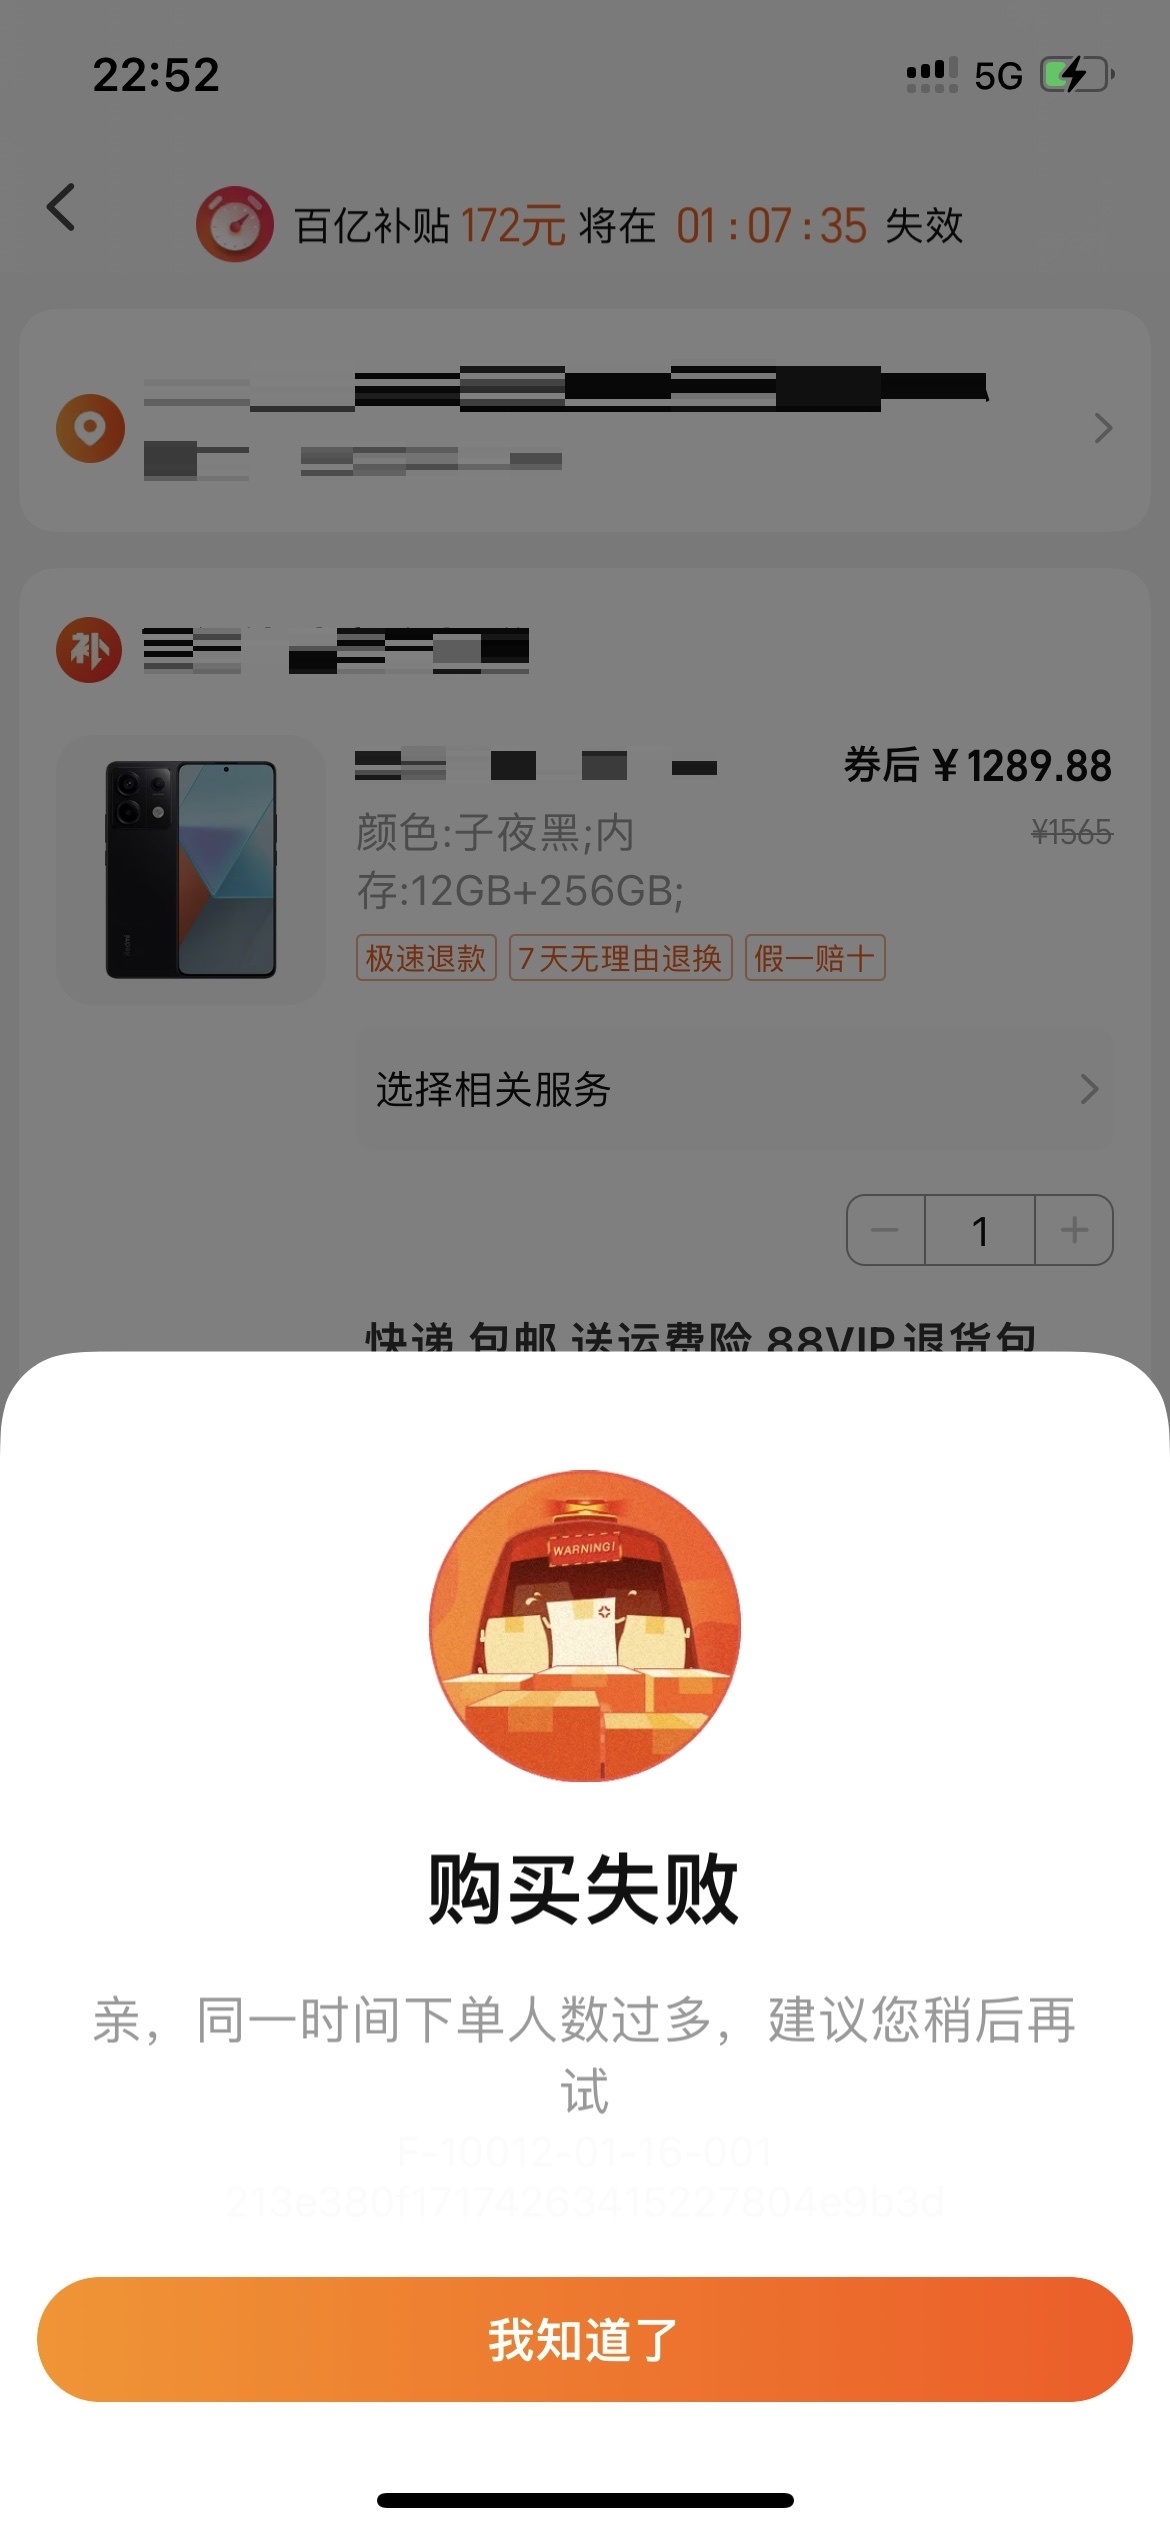 22:52
5G
百亿补贴 172元 将在 01:07:35 失效
补
券后 ¥1289.88
颜色:子夜黑;内
¥1565
存:12GB+256GB;
极速退款 7天无理由退换 假一赔十
选择相关服务
1
快递 包邮 送运费险 88VIP退货包
WARNING!
购买失败
亲，同一时间下单人数过多，建议您稍后再
试
F-10012-01-16-001
213e380f17174263415227804e9b3d
我知道了